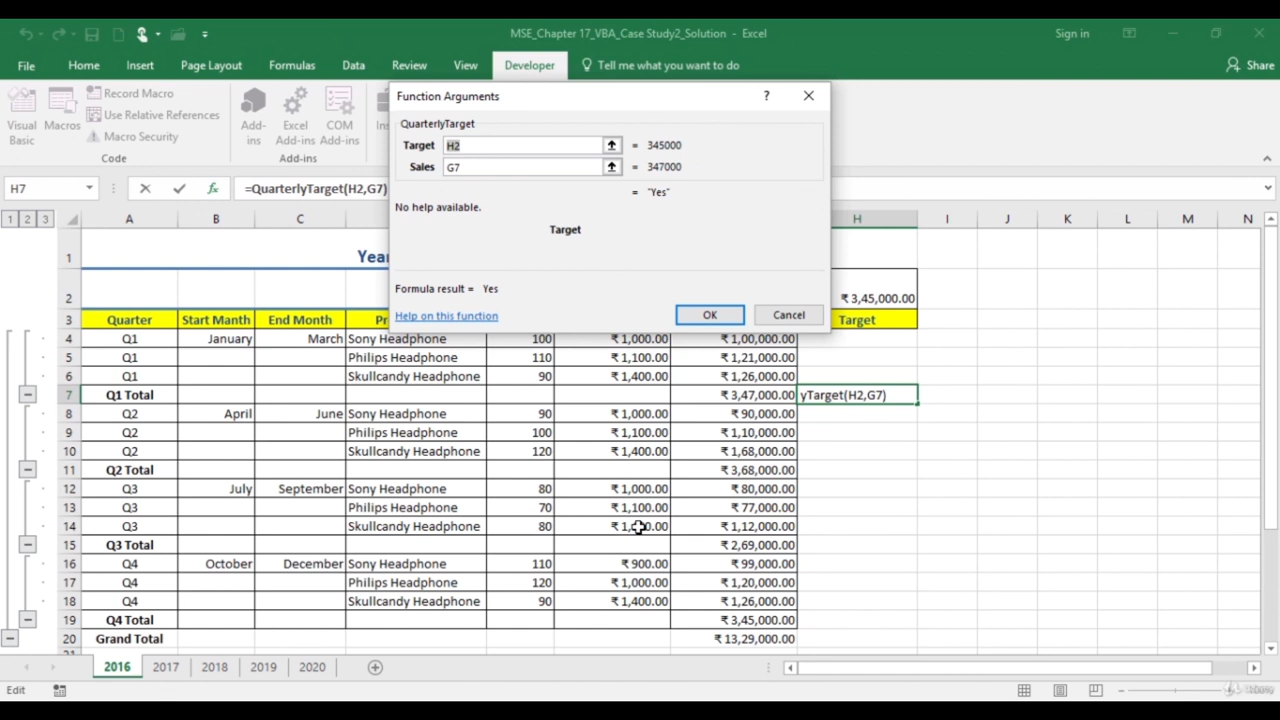 MSE_Chapter 17_VBA_Case Study2_Solution - Excel
Sign in
File Home Insert Page Layout Formulas Data Review View Developer Tell me what you want to do Share
Visual Basic
Macros
Record Macro
Use Relative References
Macro Security
Code
Add-ins
Excel Add-ins
COM Add-ins
Add-ins
Ins
Function Arguments ?
QuarterlyTarget
Target H2 = 345000
Sales G7 = 347000
= "Yes"
No help available.
Target
Formula result = Yes
Help on this function
OK Cancel
H7 fx =QuarterlyTarget(H2,G7)
1 2 3 A B C H I J K L M N
1 Year
2 ₹ 3,45,000.00
3 Quarter Start Manth End Month Pr Target
4 Q1 January March Sony Headphone 100 ₹ 1,000.00 ₹ 1,00,000.00
5 Q1 Philips Headphone 110 ₹ 1,100.00 ₹ 1,21,000.00
6 Q1 Skullcandy Headphone 90 ₹ 1,400.00 ₹ 1,26,000.00
7 Q1 Total ₹ 3,47,000.00 yTarget(H2,G7)
8 Q2 April June Sony Headphone 90 ₹ 1,000.00 ₹ 90,000.00
9 Q2 Philips Headphone 100 ₹ 1,100.00 ₹ 1,10,000.00
10 Q2 Skullcandy Headphone 120 ₹ 1,400.00 ₹ 1,68,000.00
11 Q2 Total ₹ 3,68,000.00
12 Q3 July September Sony Headphone 80 ₹ 1,000.00 ₹ 80,000.00
13 Q3 Philips Headphone 70 ₹ 1,100.00 ₹ 77,000.00
14 Q3 Skullcandy Headphone 80 ₹ 1,12,000.00
15 Q3 Total ₹ 2,69,000.00
16 Q4 October December Sony Headphone 110 ₹ 900.00 ₹ 99,000.00
17 Q4 Philips Headphone 120 ₹ 1,000.00 ₹ 1,20,000.00
18 Q4 Skullcandy Headphone 90 ₹ 1,400.00 ₹ 1,26,000.00
19 Q4 Total ₹ 3,45,000.00
20 Grand Total ₹ 13,29,000.00
2016 2017 2018 2019 2020
Edit